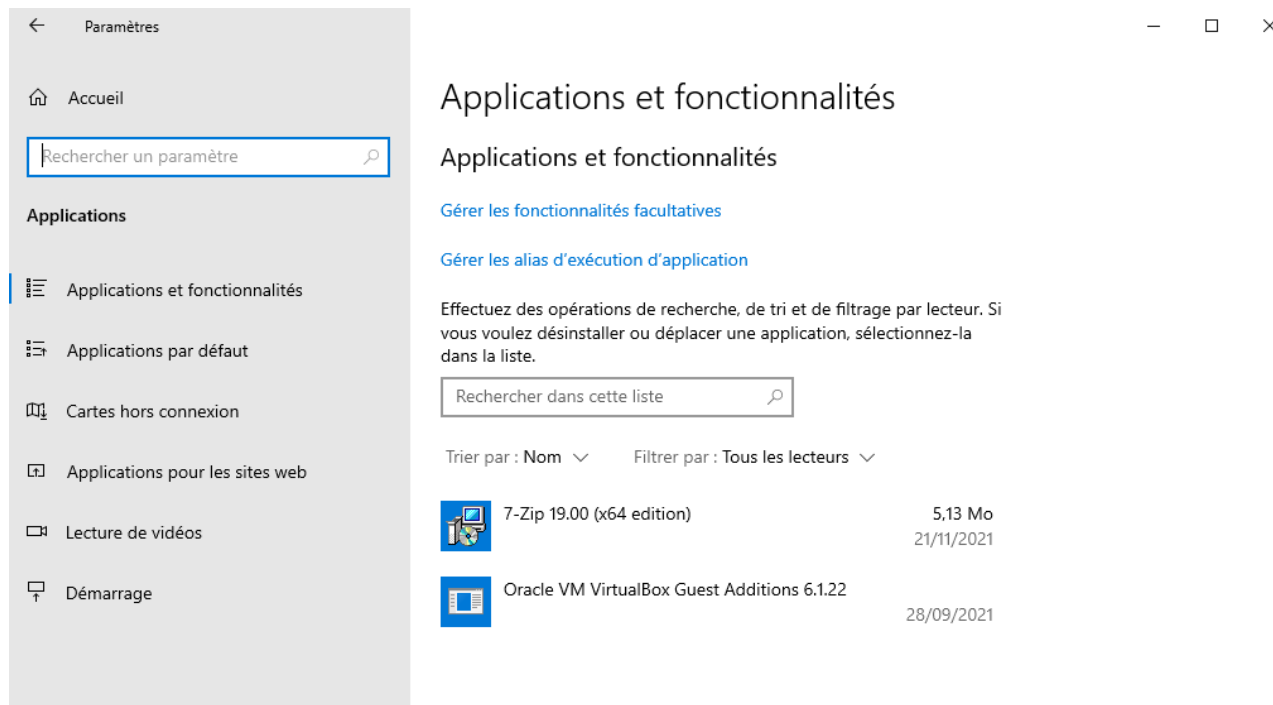 Paramètres
Accueil
Rechercher un paramètre
Applications
Applications et fonctionnalités
Applications par défaut
Cartes hors connexion
Applications pour les sites web
Lecture de vidéos
Démarrage
Applications et fonctionnalités
Applications et fonctionnalités
Gérer les fonctionnalités facultatives
Gérer les alias d’exécution d’application
Effectuez des opérations de recherche, de tri et de filtrage par lecteur. Si
vous voulez désinstaller ou déplacer une application, sélectionnez-la
dans la liste.
Rechercher dans cette liste
Trier par : Nom Filtrer par : Tous les lecteurs
7-Zip 19.00 (x64 edition) 5,13 Mo
21/11/2021
Oracle VM VirtualBox Guest Additions 6.1.22
28/09/2021